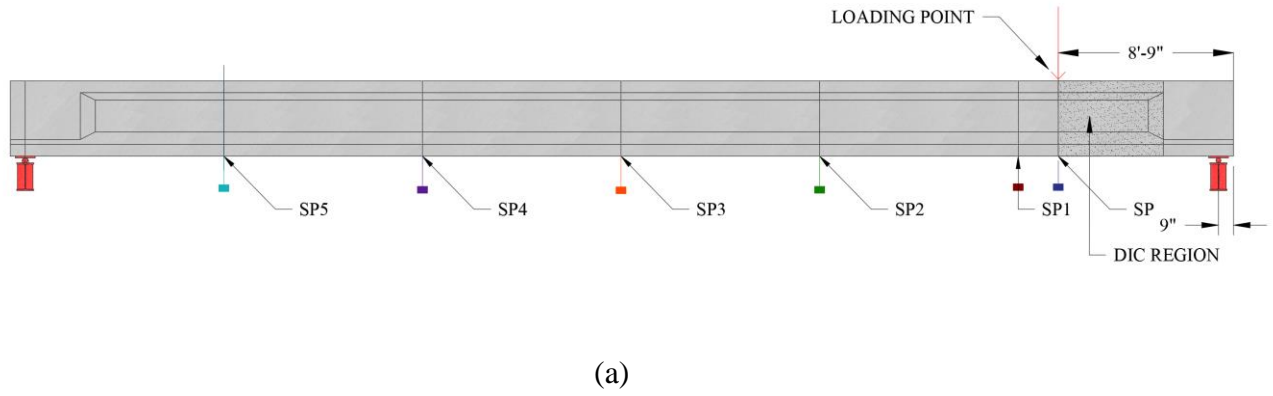 LOADING POINT
8'-9"
SP5
SP4
SP3
SP2
SP1
SP
9"
DIC REGION
(a)